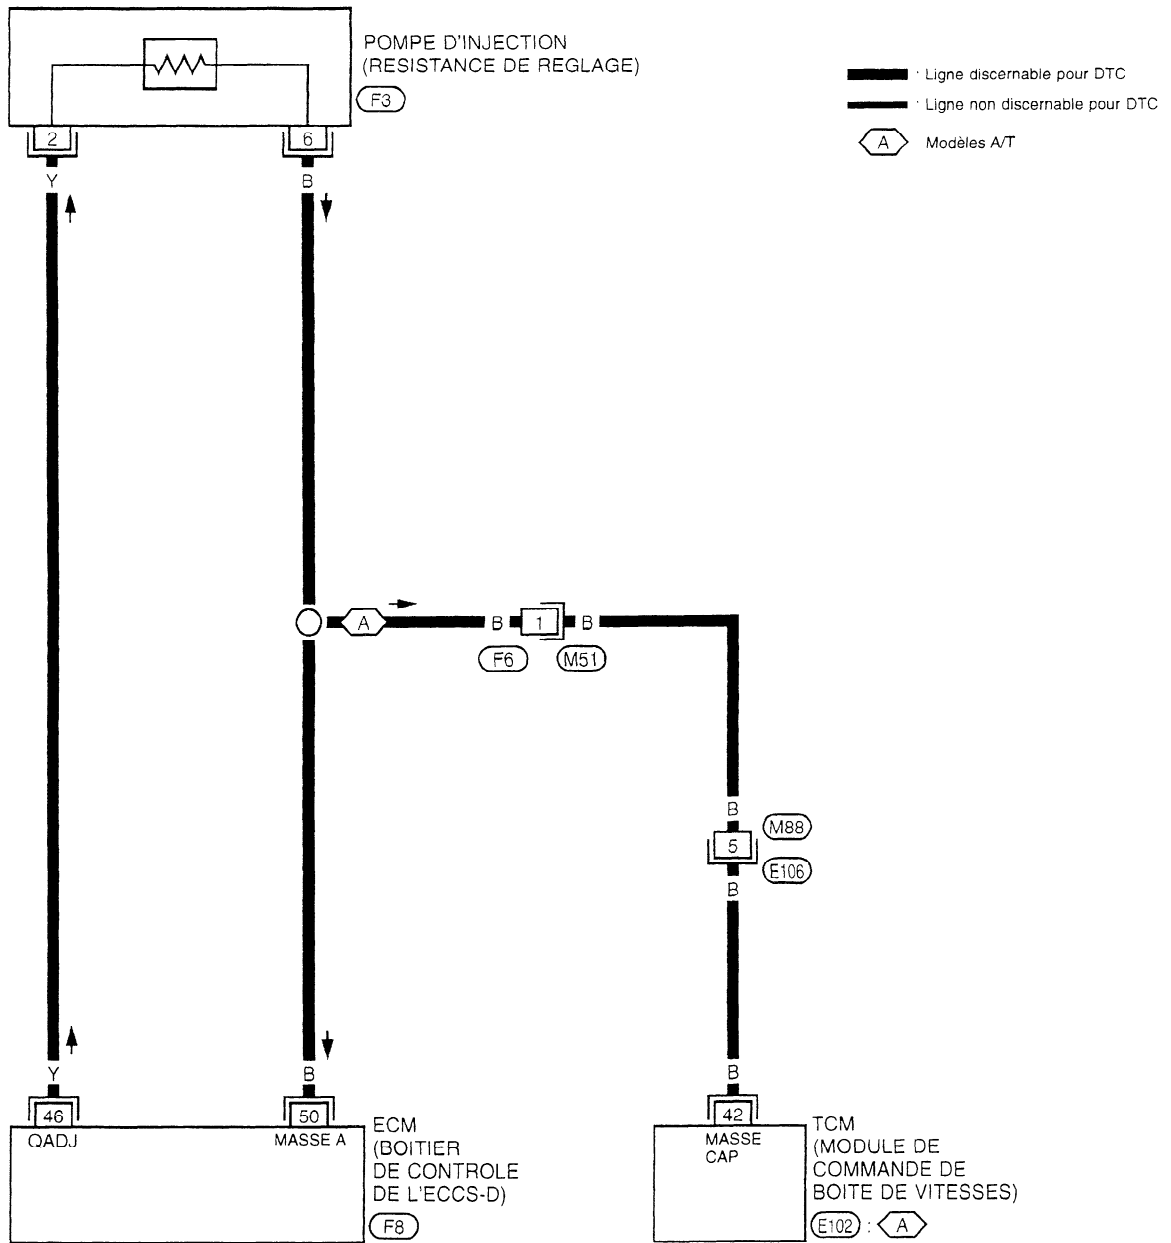 POMPE D'INJECTION
(RESISTANCE DE REGLAGE)
F3
Ligne discernable pour DTC
Ligne non discernable pour DTC
A
Modèles A/T
2
6
Y
B
A
B
1
B
F6
M51
B
M88
5
E106
B
Y
B
B
46
50
42
QADJ
MASSE A
ECM
(BOITIER
DE CONTROLE
DE L'ECCS-D)
F8
MASSE
CAP
TCM
(MODULE DE
COMMANDE DE
BOITE DE VITESSES)
E102 : A